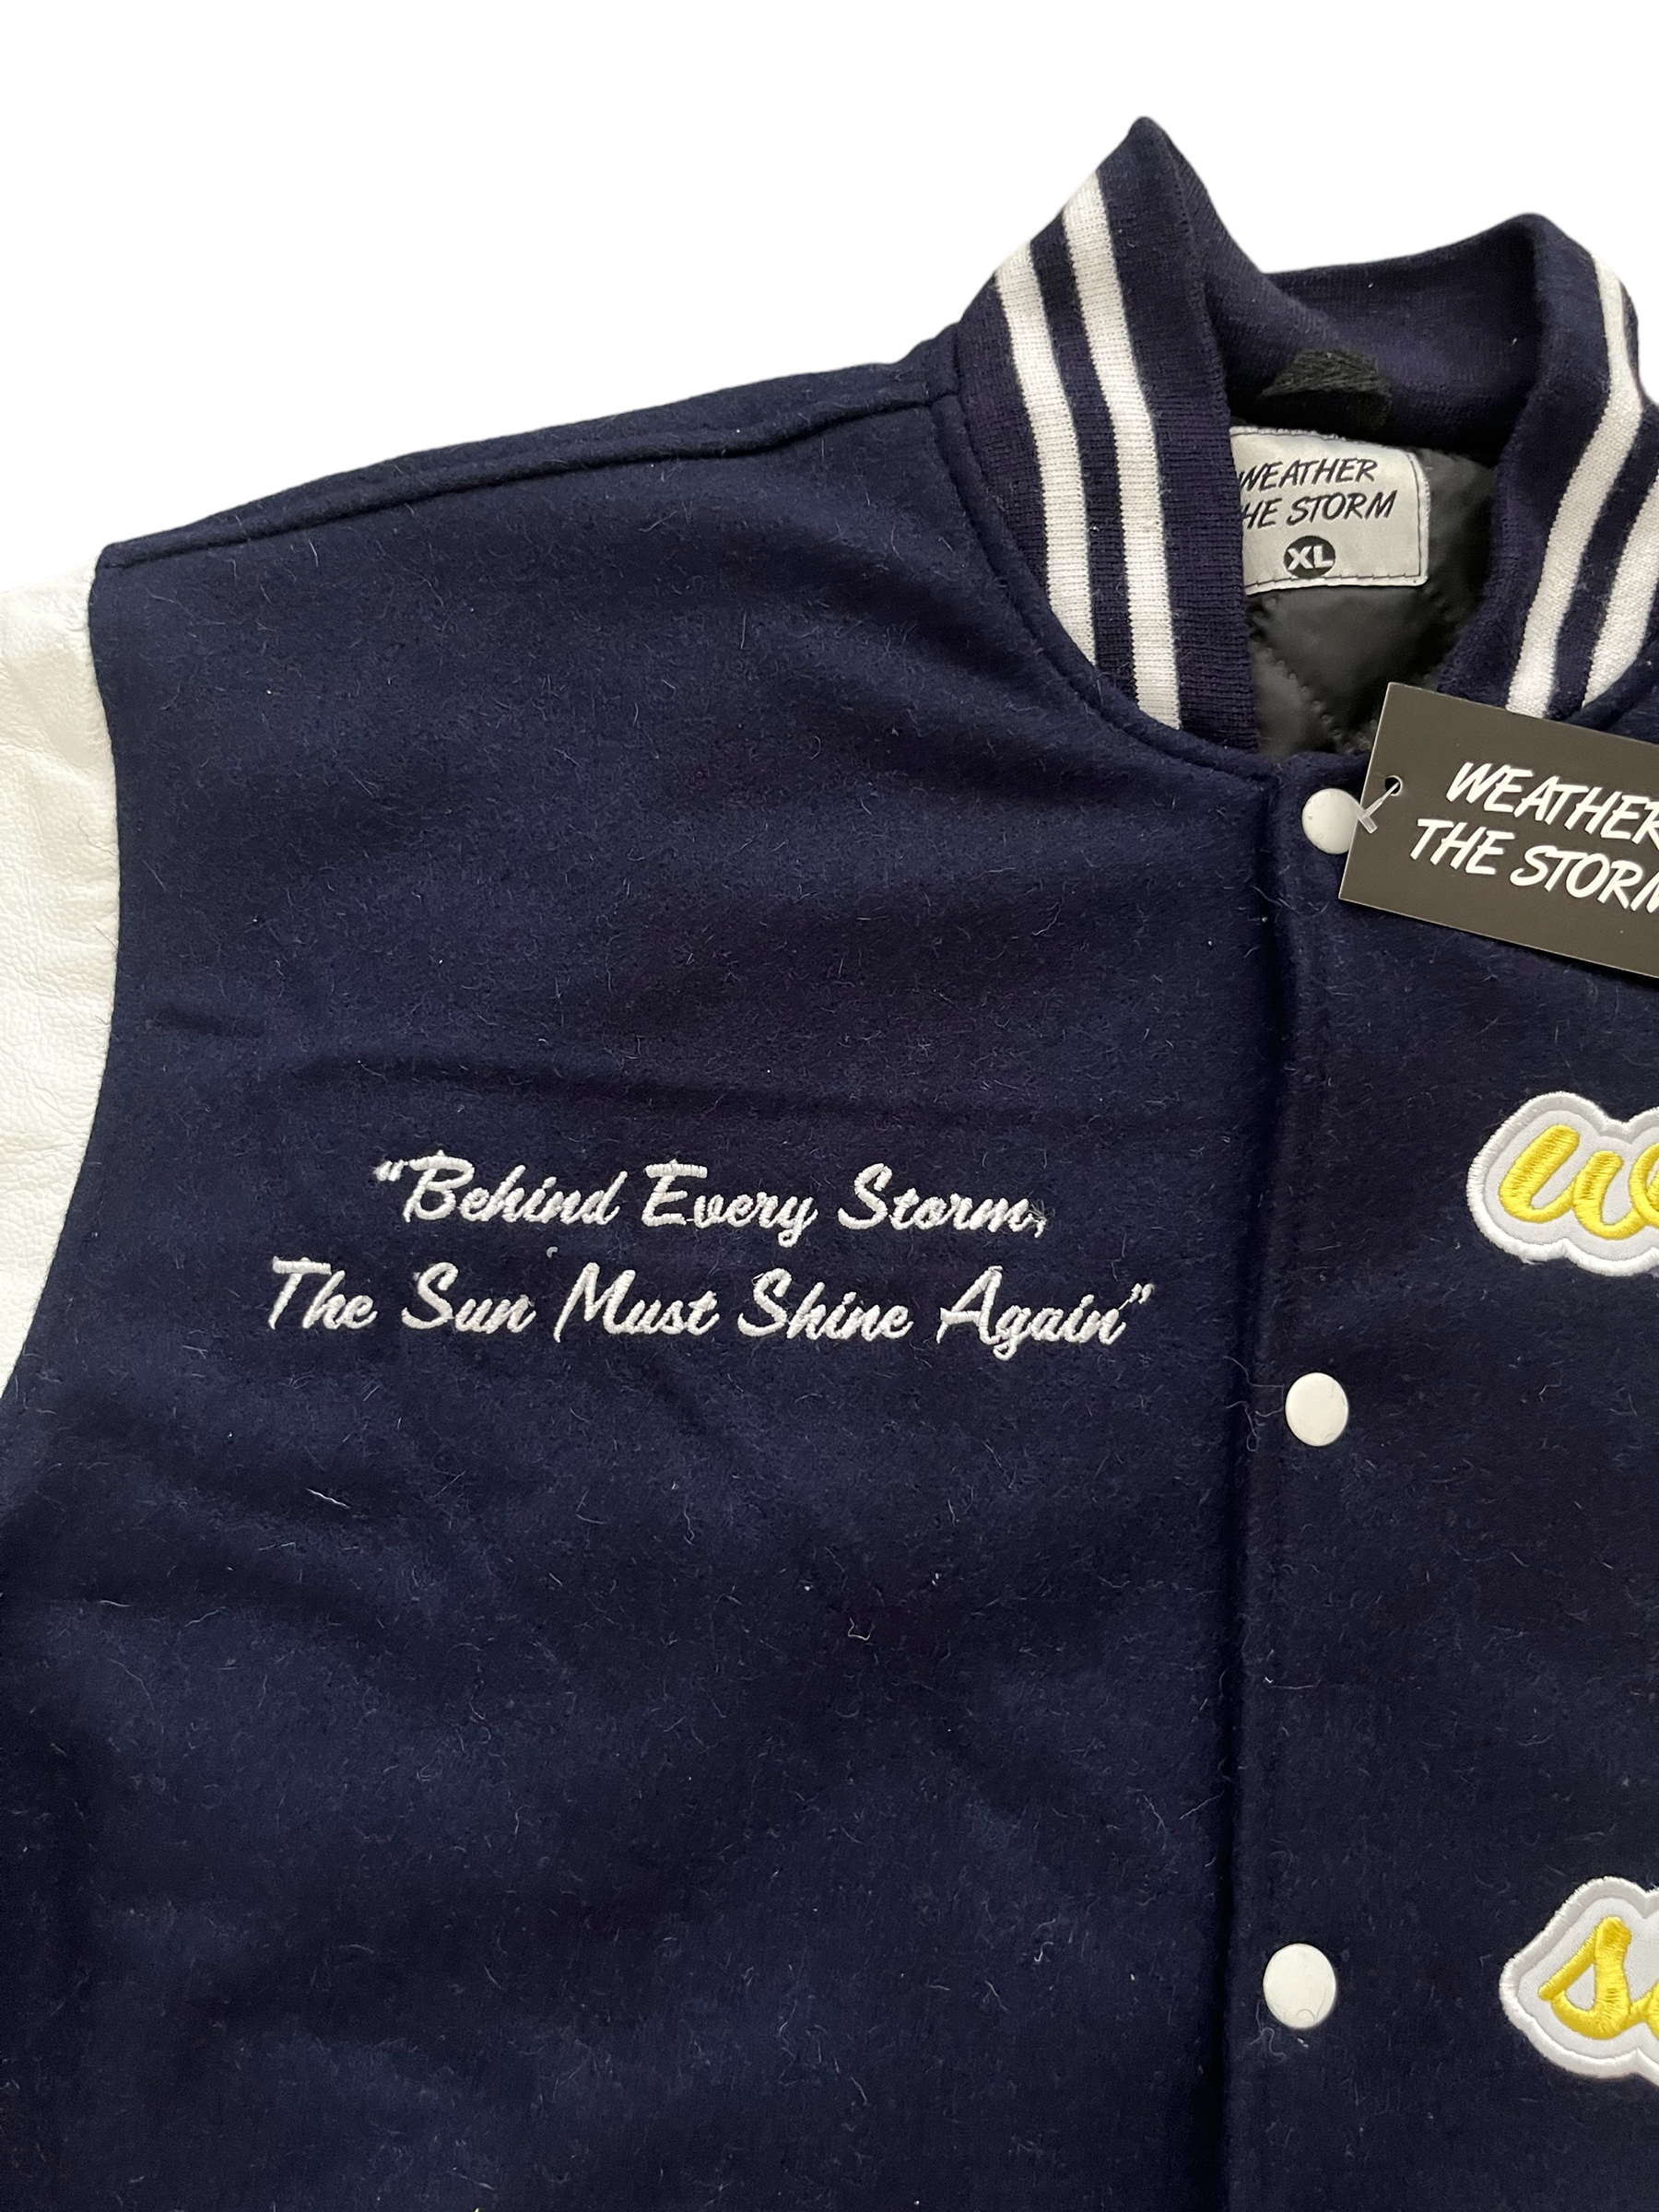 WEATHER
THE STORM
XL
WEATHER
THE STORM
“Behind Every Storm,
The Sun Must Shine Again”